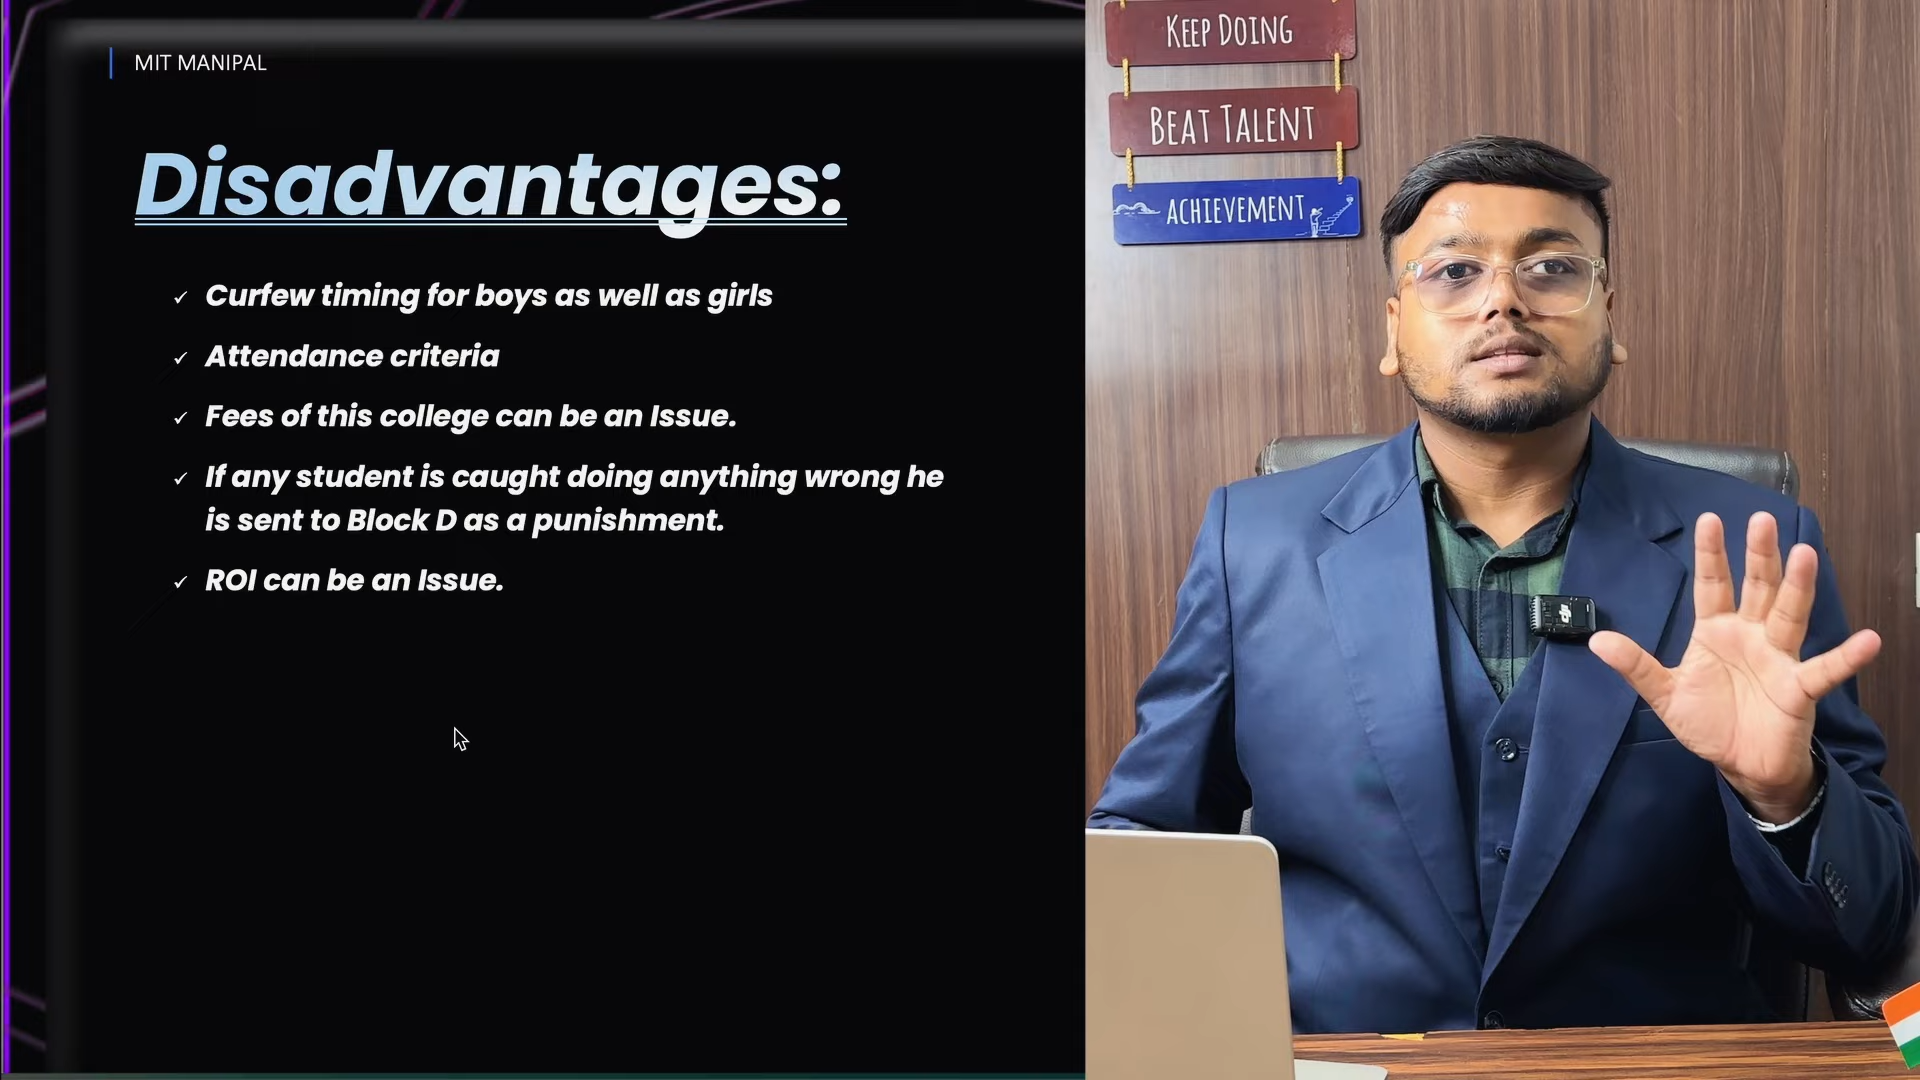 MIT MANIPAL
Disadvantages:
✓ Curfew timing for boys as well as girls
✓ Attendance criteria
✓ Fees of this college can be an Issue.
✓ If any student is caught doing anything wrong he
is sent to Block D as a punishment.
✓ ROI can be an Issue.
KEEP DOING
BEAT TALENT
ACHIEVEMENT
dji